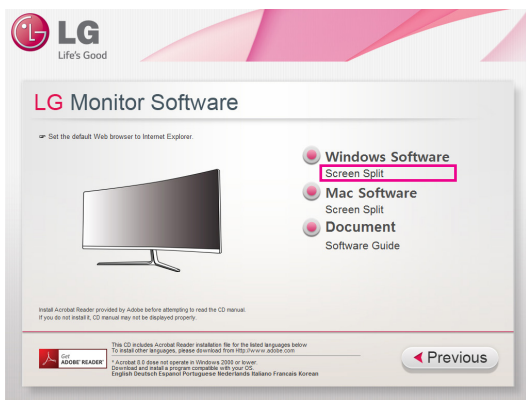 LG
Life's Good
LG Monitor Software
☞ Set the default Web browser to Internet Explorer.
Windows Software
Screen Split
Mac Software
Screen Split
Document
Software Guide
Install Acrobat Reader provided by Adobe before attempting to read the CD manual.
If you do not install it, CD manual may not be displayed properly.
Get
ADOBE® READER®
This CD includes Acrobat Reader installation file for the listed languages below
To install other languages, please download from Http://www.adobe.com
* Acrobat 8.0 dose not operate in Windows 2000 or lower.
Download and install a program compatible with your OS.
English Deutsch Espanol Portuguese Nederlands Italiano Francais Korean
Previous